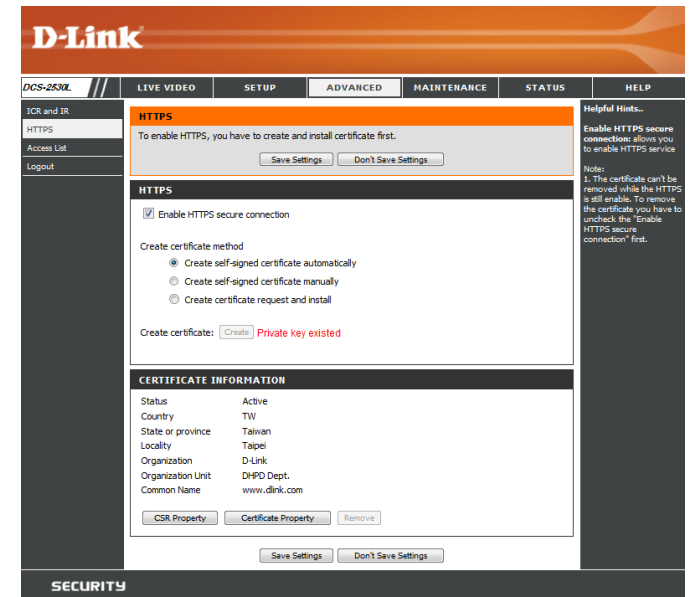 D-Link
DCS-2530L // LIVE VIDEO SETUP ADVANCED MAINTENANCE STATUS HELP
ICR and IR
HTTPS
Access List
Logout
HTTPS
To enable HTTPS, you have to create and install certificate first.
Save Settings Don't Save Settings
HTTPS
Enable HTTPS secure connection
Create certificate method
Create self-signed certificate automatically
Create self-signed certificate manually
Create certificate request and install
Create certificate: Create Private key existed
CERTIFICATE INFORMATION
Status Active
Country TW
State or province Taiwan
Locality Taipei
Organization D-Link
Organization Unit DHPD Dept.
Common Name www.dlink.com
CSR Property Certificate Property Remove
Save Settings Don't Save Settings
Helpful Hints..
Enable HTTPS secure
connection: allows you
to enable HTTPS service
Note:
1. The certificate can't be
removed while the HTTPS
is still enable. To remove
the certificate you have to
uncheck the "Enable
HTTPS secure
connection" first.
SECURITY